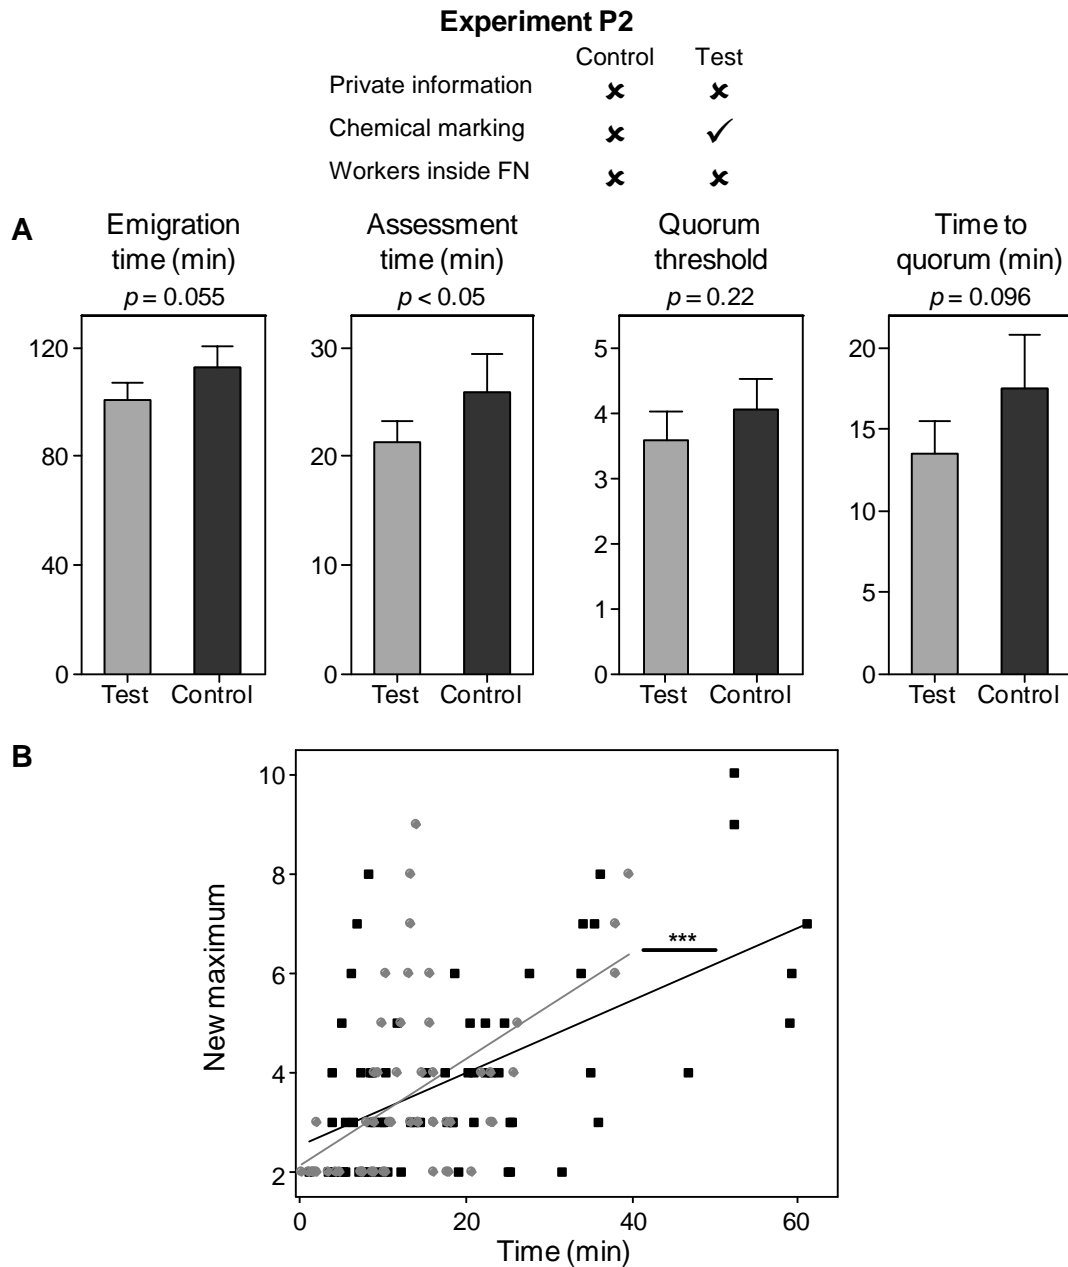 Experiment P2
Control Test
Private information ✘ ✘
Chemical marking ✘ ✓
Workers inside FN ✘ ✘
A
Emigration time (min)
p = 0.055
120
80
40
0
Test Control
Assessment time (min)
p < 0.05
30
20
10
0
Test Control
Quorum threshold
p = 0.22
5
4
3
2
1
0
Test Control
Time to quorum (min)
p = 0.096
20
15
10
5
0
Test Control
B
New maximum
10
8
6
4
2
***
0 20 40 60
Time (min)